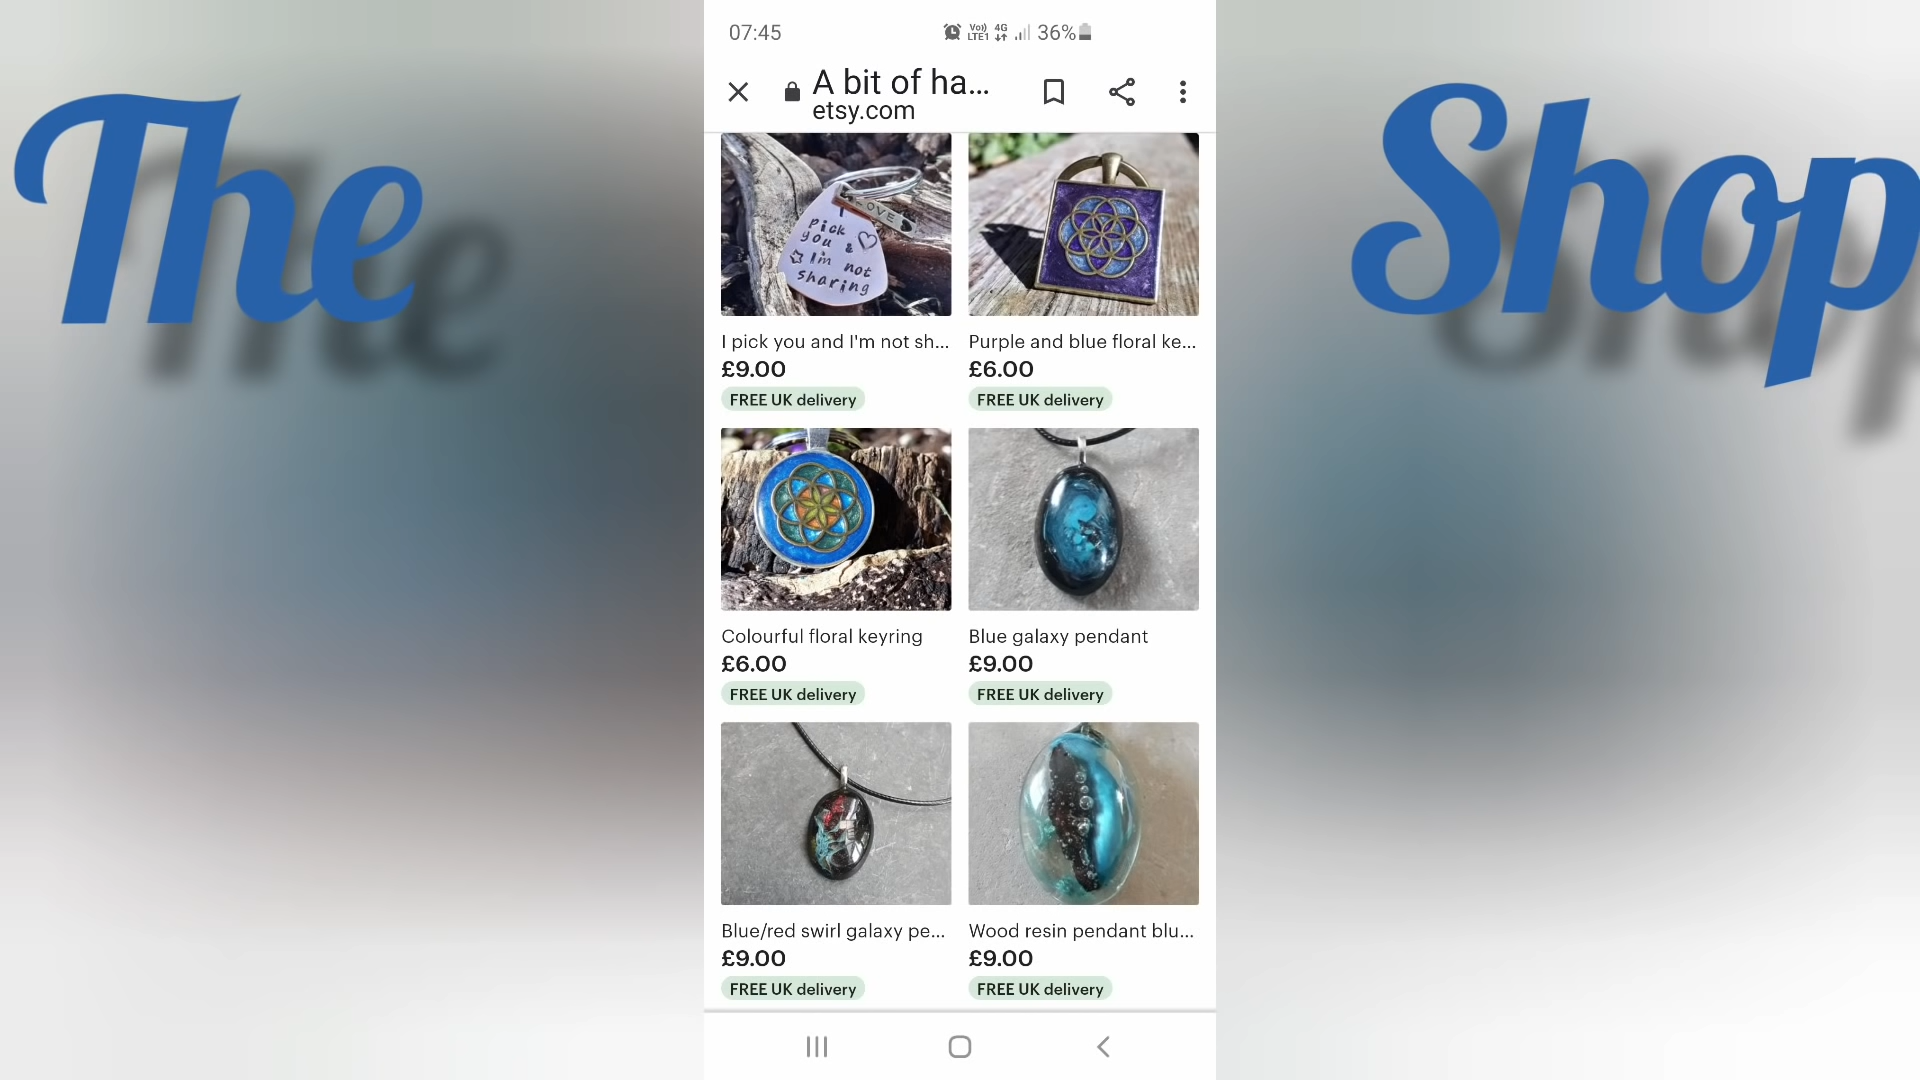 The
Shop
07:45
Vo))
LTE1
4G
36%
A bit of ha...
etsy.com
LOVE
I
pick
you &
I'm not
sharing
I pick you and I'm not sh...
£9.00
FREE UK delivery
Purple and blue floral ke...
£6.00
FREE UK delivery
Colourful floral keyring
£6.00
FREE UK delivery
Blue galaxy pendant
£9.00
FREE UK delivery
Blue/red swirl galaxy pe...
£9.00
FREE UK delivery
Wood resin pendant blu...
£9.00
FREE UK delivery